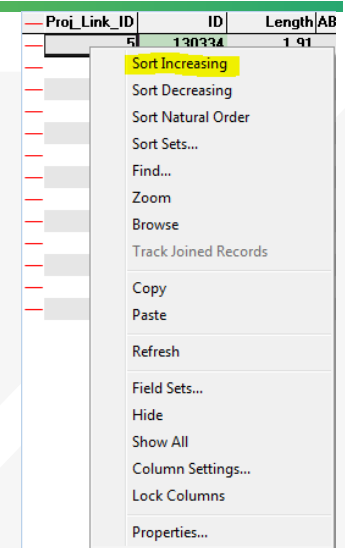 Proj_Link_ID ID Length AB
5 130334 1.91
Sort Increasing
Sort Decreasing
Sort Natural Order
Sort Sets...
Find...
Zoom
Browse
Track Joined Records
Copy
Paste
Refresh
Field Sets...
Hide
Show All
Column Settings...
Lock Columns
Properties...